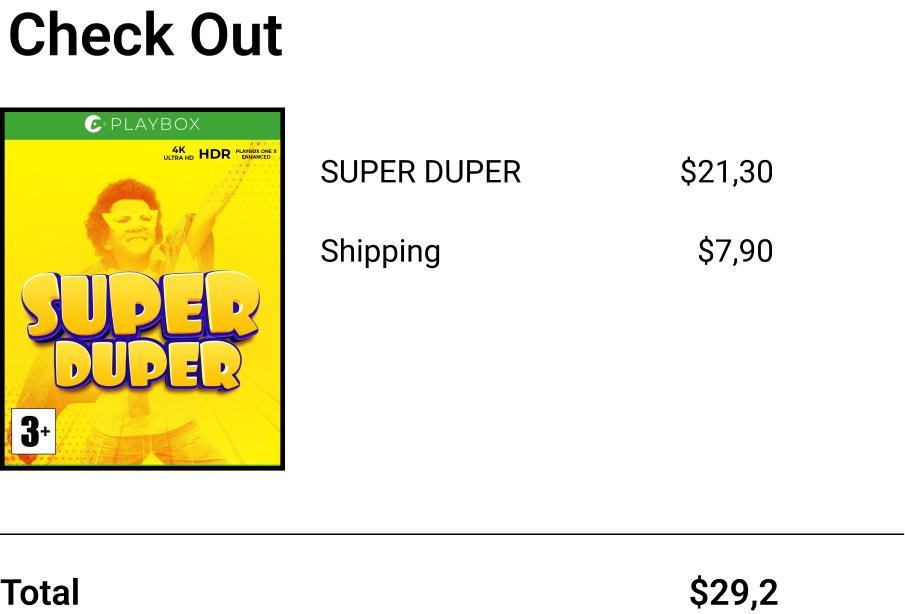 Check Out
PLAYBOX
4K
ULTRA HD
HDR
PLAYBOX ONE X
ENHANCED
SUPER
DUPER
3+
SUPER DUPER $21,30
Shipping $7,90
Total $29,2